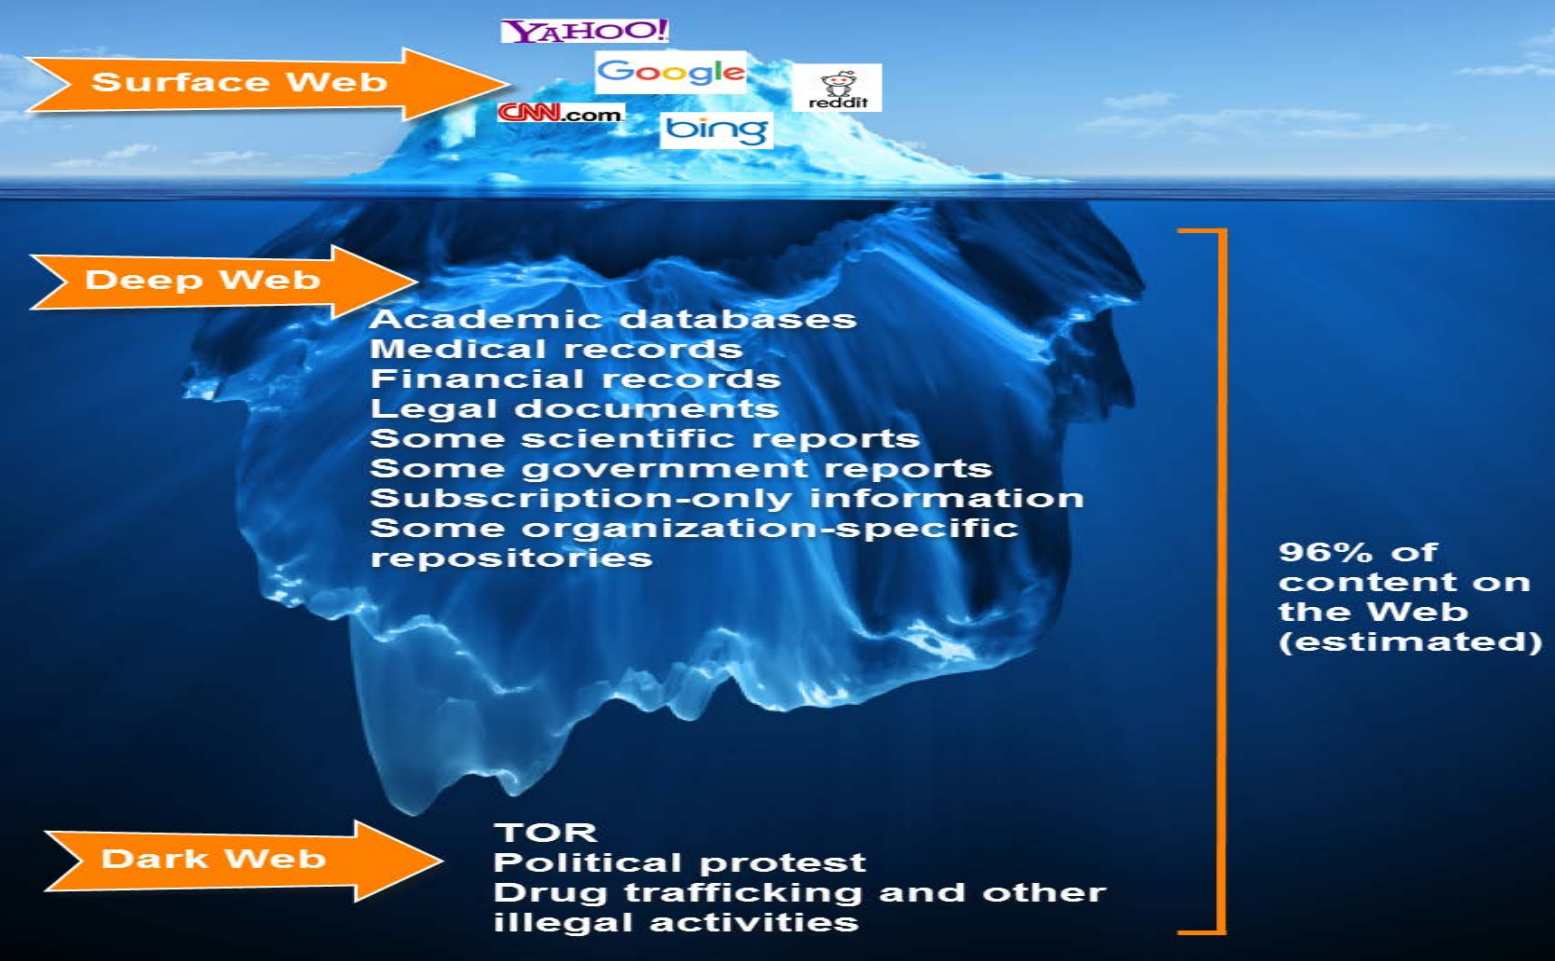 YAHOO!
Surface Web
Google
reddit
CNN.com
bing
Deep Web
Academic databases
Medical records
Financial records
Legal documents
Some scientific reports
Some government reports
Subscription-only information
Some organization-specific
repositories
96% of
content on
the Web
(estimated)
Dark Web
TOR
Political protest
Drug trafficking and other
illegal activities